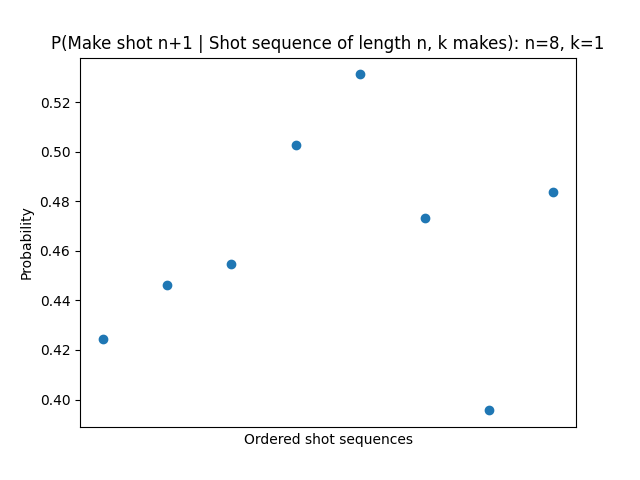 P(Make shot n+1 | Shot sequence of length n, k makes): n=8, k=1
0.52
0.50
0.48
0.46
0.44
0.42
0.40
Probability
Ordered shot sequences